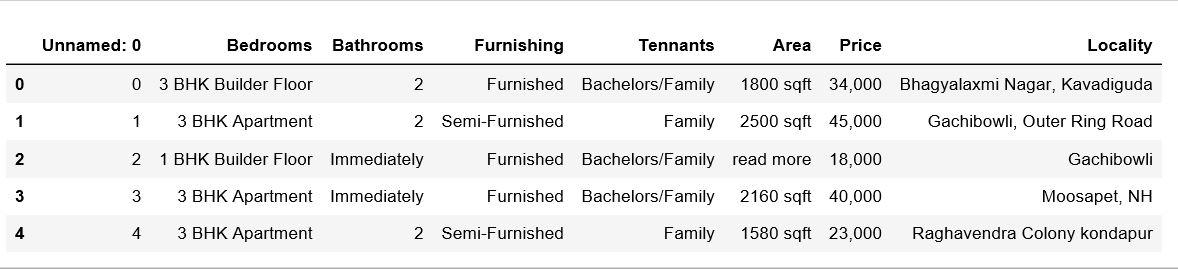 Unnamed: 0 Bedrooms Bathrooms Furnishing Tennants Area Price Locality
0 0 3 BHK Builder Floor 2 Furnished Bachelors/Family 1800 sqft 34,000 Bhagyalaxmi Nagar, Kavadiguda
1 1 3 BHK Apartment 2 Semi-Furnished Family 2500 sqft 45,000 Gachibowli, Outer Ring Road
2 2 1 BHK Builder Floor Immediately Furnished Bachelors/Family read more 18,000 Gachibowli
3 3 3 BHK Apartment Immediately Furnished Bachelors/Family 2160 sqft 40,000 Moosapet, NH
4 4 3 BHK Apartment 2 Semi-Furnished Family 1580 sqft 23,000 Raghavendra Colony kondapur